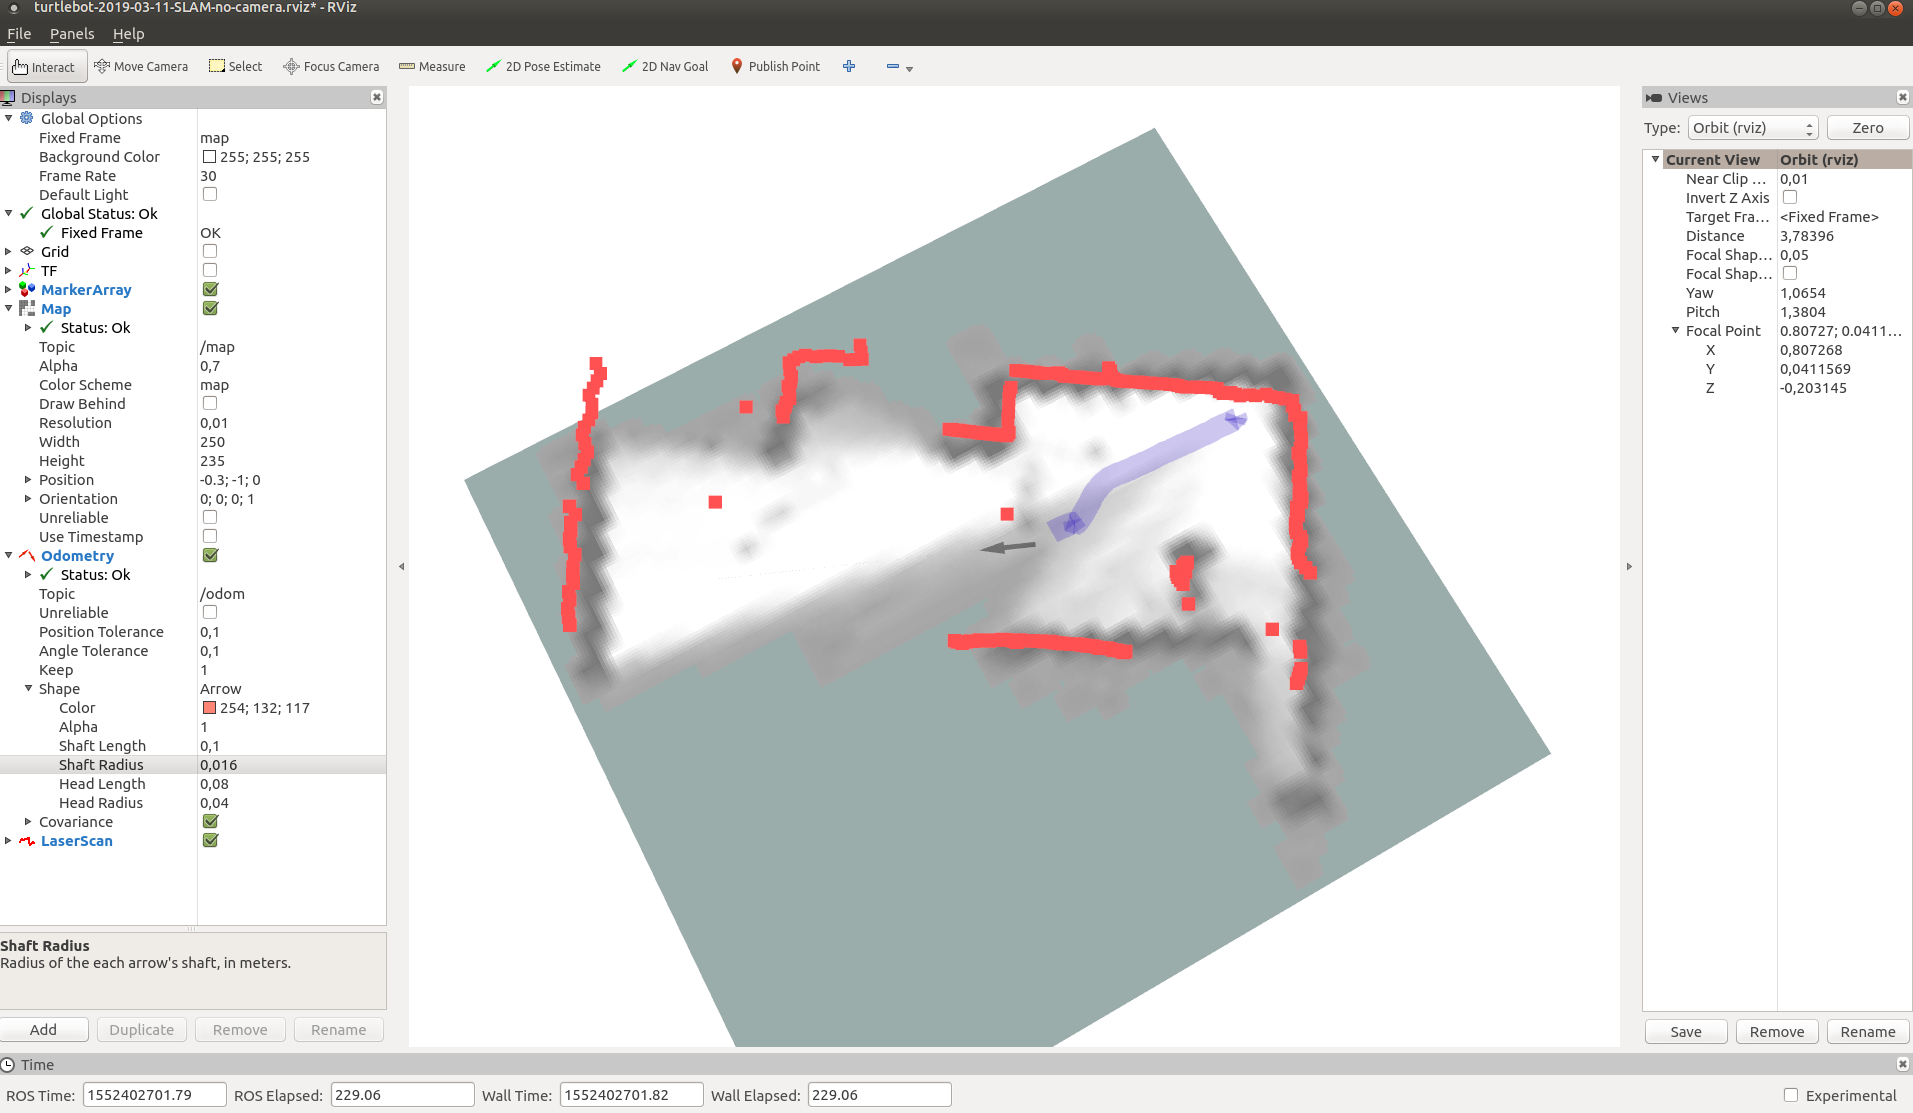 turtlebot-2019-03-11-SLAM-no-camera.rviz* - RViz
File Panels Help
Interact Move Camera Select Focus Camera Measure 2D Pose Estimate 2D Nav Goal Publish Point
Displays
Global Options
Fixed Frame map
Background Color 255; 255; 255
Frame Rate 30
Default Light
Global Status: Ok
Fixed Frame OK
Grid
TF
MarkerArray
Map
Status: Ok
Topic /map
Alpha 0,7
Color Scheme map
Draw Behind
Resolution 0,01
Width 250
Height 235
Position -0.3; -1; 0
Orientation 0; 0; 0; 1
Unreliable
Use Timestamp
Odometry
Status: Ok
Topic /odom
Unreliable
Position Tolerance 0,1
Angle Tolerance 0,1
Keep 1
Shape Arrow
Color 254; 132; 117
Alpha 1
Shaft Length 0,1
Shaft Radius 0,016
Head Length 0,08
Head Radius 0,04
Covariance
LaserScan
Shaft Radius
Radius of the each arrow's shaft, in meters.
Add Duplicate Remove Rename
Views
Type: Orbit (rviz) Zero
Current View Orbit (rviz)
Near Clip ... 0,01
Invert Z Axis
Target Fra... <Fixed Frame>
Distance 3,78396
Focal Shap... 0,05
Focal Shap...
Yaw 1,0654
Pitch 1,3804
Focal Point 0.80727; 0.0411...
X 0,807268
Y 0,0411569
Z -0,203145
Save Remove Rename
Time
ROS Time: 1552402701.79 ROS Elapsed: 229.06 Wall Time: 1552402701.82 Wall Elapsed: 229.06 Experimental